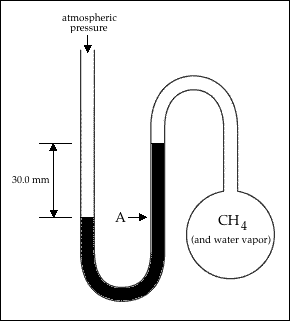 atmospheric
pressure
30.0 mm
A
CH4
(and water vapor)